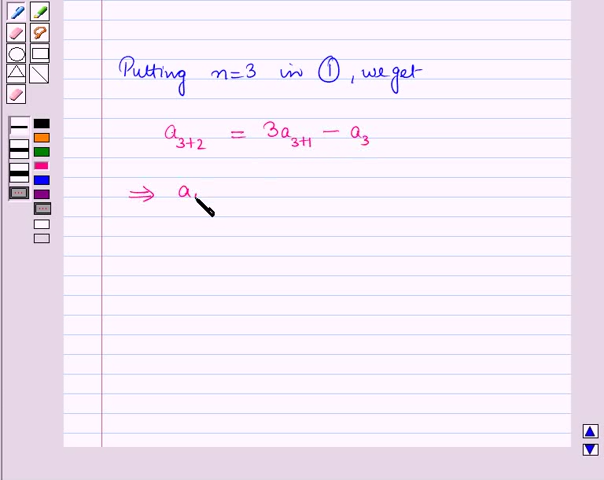 Putting n=3 in ①, we get
a₃₊₂ = 3a₃₊₁ − a₃
⇒ a